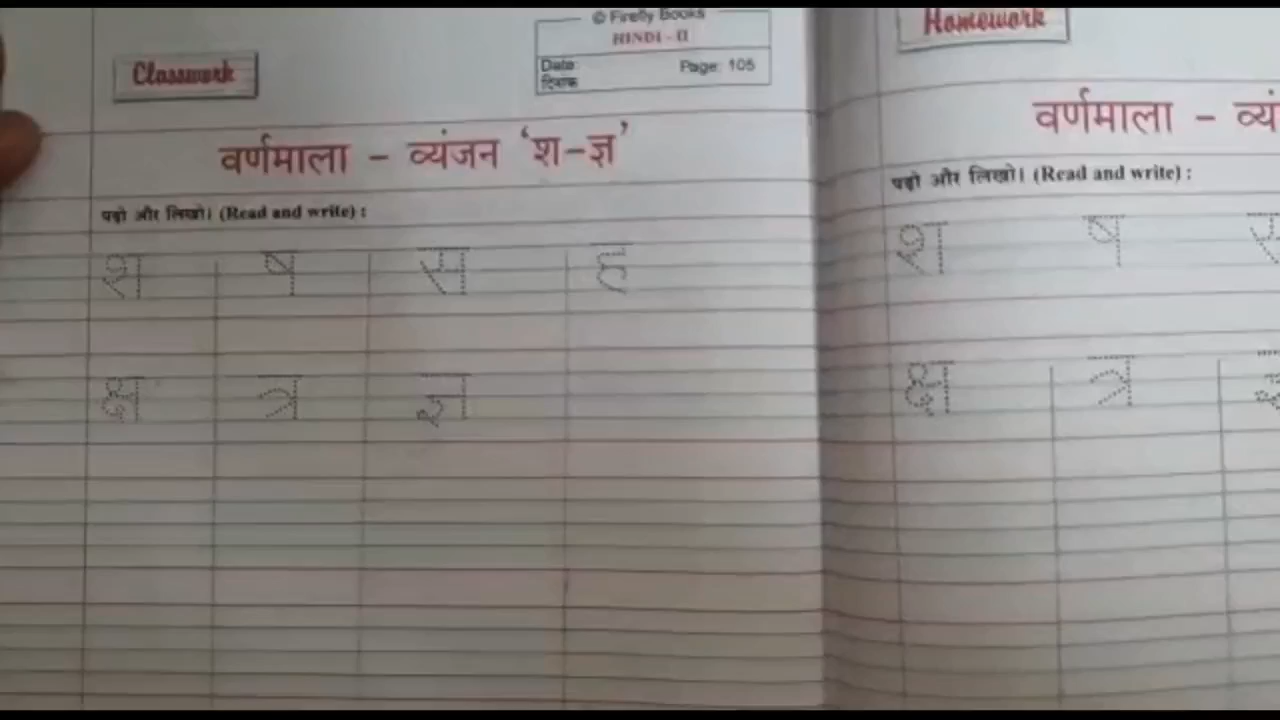 © Firefly Books
HINDI - II
Classwork
Date:
Page: 105
दिनांक
वर्णमाला - व्यंजन ‘श-ज्ञ’
पढ़ो और लिखो। (Read and write) :
श ष स ह
क्ष त्र ज्ञ
Homework
वर्णमाला -
पढ़ो और लिखो। (Read and write) :
श ष
क्ष त्र